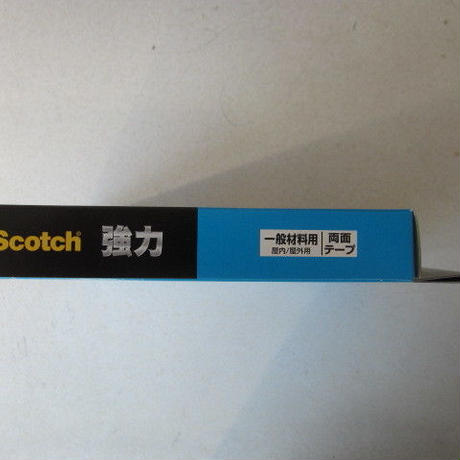 Scotch 強力
一般材料用
屋内/屋外用
両面
テープ